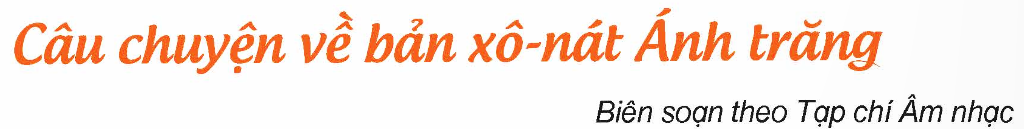 Câu chuyện về bản xô-nát Ánh trăng
Biên soạn theo Tạp chí Âm nhạc